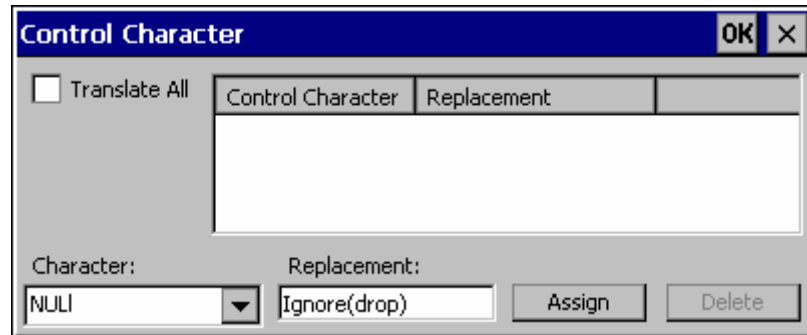 Control Character OK ×
Translate All
Control Character Replacement
Character: Replacement:
NULl Ignore(drop) Assign Delete